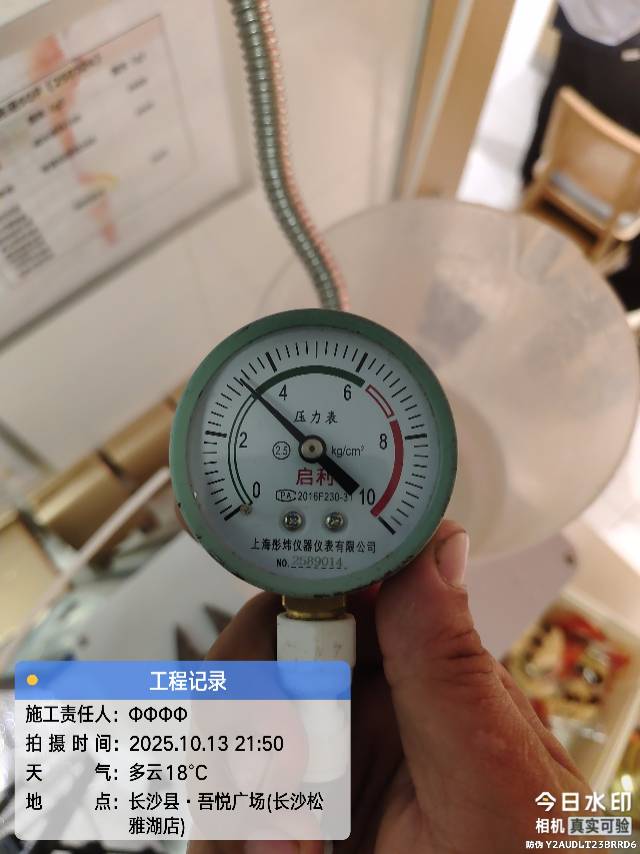 4 6
2 8
0 10
压力表
2.5 kg/cm²
启利
PA 2016F230-31
上海彤炜仪器仪表有限公司
NO. 2589014
工程记录
施工责任人: ΦΦΦΦ
拍摄时间: 2025.10.13 21:50
天气: 多云18℃
地点: 长沙县·吾悦广场(长沙松
雅湖店)
今日水印
相机 真实可验
防伪 Y2AUDLT23BRRD6